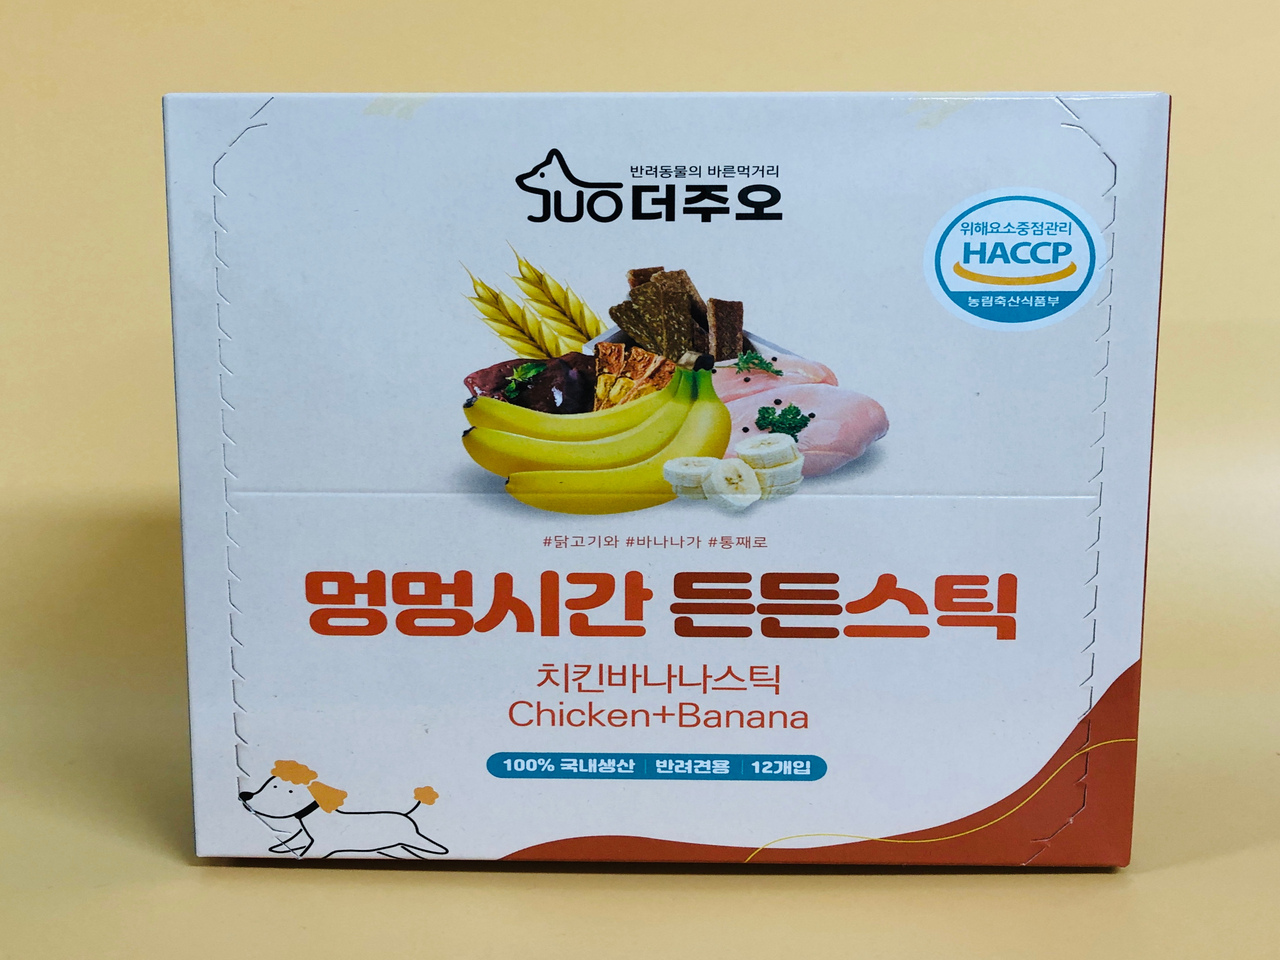 반려동물의 바른먹거리
JUO 더주오
위해요소중점관리
HACCP
농림축산식품부
#닭고기와 #바나나가 #통째로
멍멍시간 든든스틱
치킨바나나스틱
Chicken+Banana
100% 국내생산 | 반려견용 | 12개입